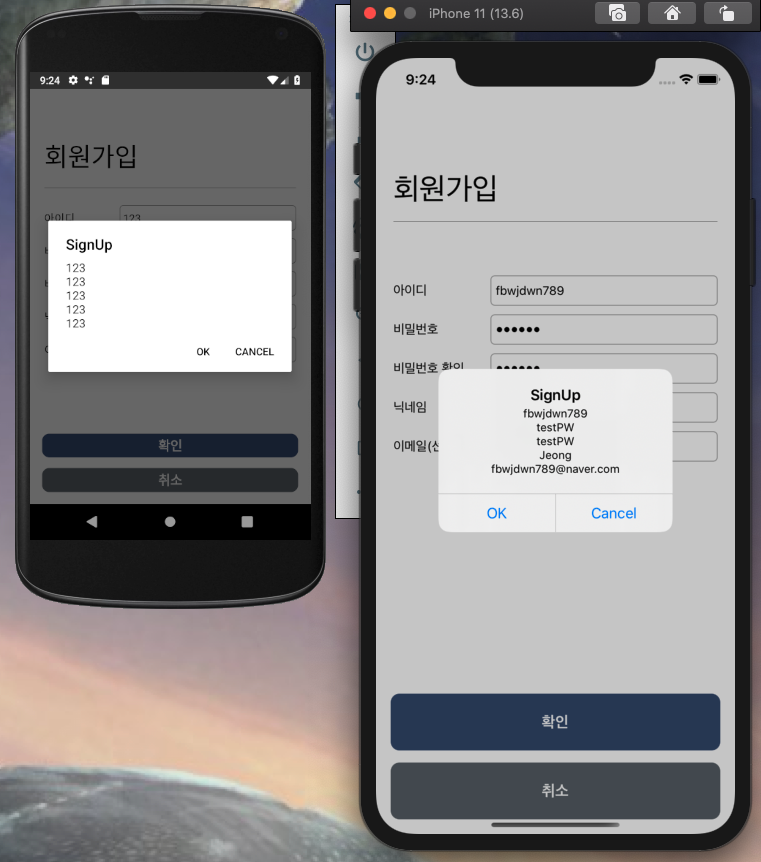 9:24
회원가입
아이디
123
SignUp
123
123
123
123
123
OK
CANCEL
확인
취소
iPhone 11 (13.6)
9:24
회원가입
아이디
fbwjdwn789
비밀번호
••••••
비밀번호 확인
••••••
닉네임
이메일(선
SignUp
fbwjdwn789
testPW
testPW
Jeong
fbwjdwn789@naver.com
OK
Cancel
확인
취소